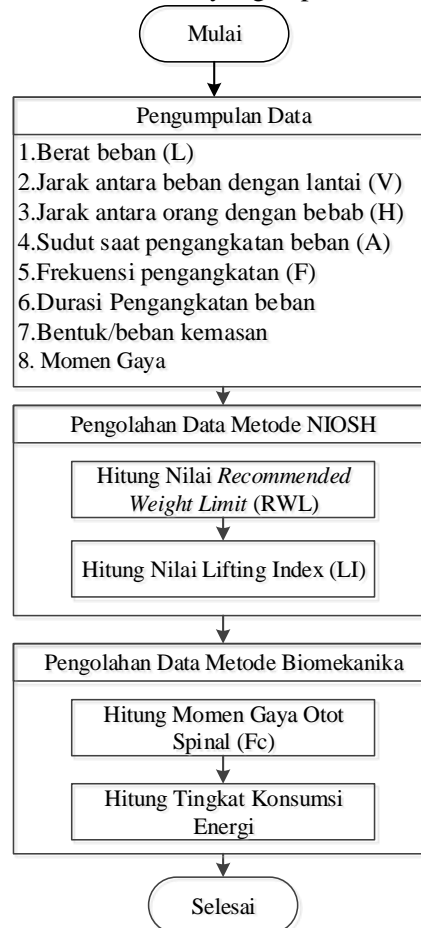 Mulai
Pengumpulan Data
1.Berat beban (L)
2.Jarak antara beban dengan lantai (V)
3.Jarak antara orang dengan bebab (H)
4.Sudut saat pengangkatan beban (A)
5.Frekuensi pengangkatan (F)
6.Durasi Pengangkatan beban
7.Bentuk/beban kemasan
8. Momen Gaya
Pengolahan Data Metode NIOSH
Hitung Nilai Recommended
Weight Limit (RWL)
Hitung Nilai Lifting Index (LI)
Pengolahan Data Metode Biomekanika
Hitung Momen Gaya Otot
Spinal (Fc)
Hitung Tingkat Konsumsi
Energi
Selesai